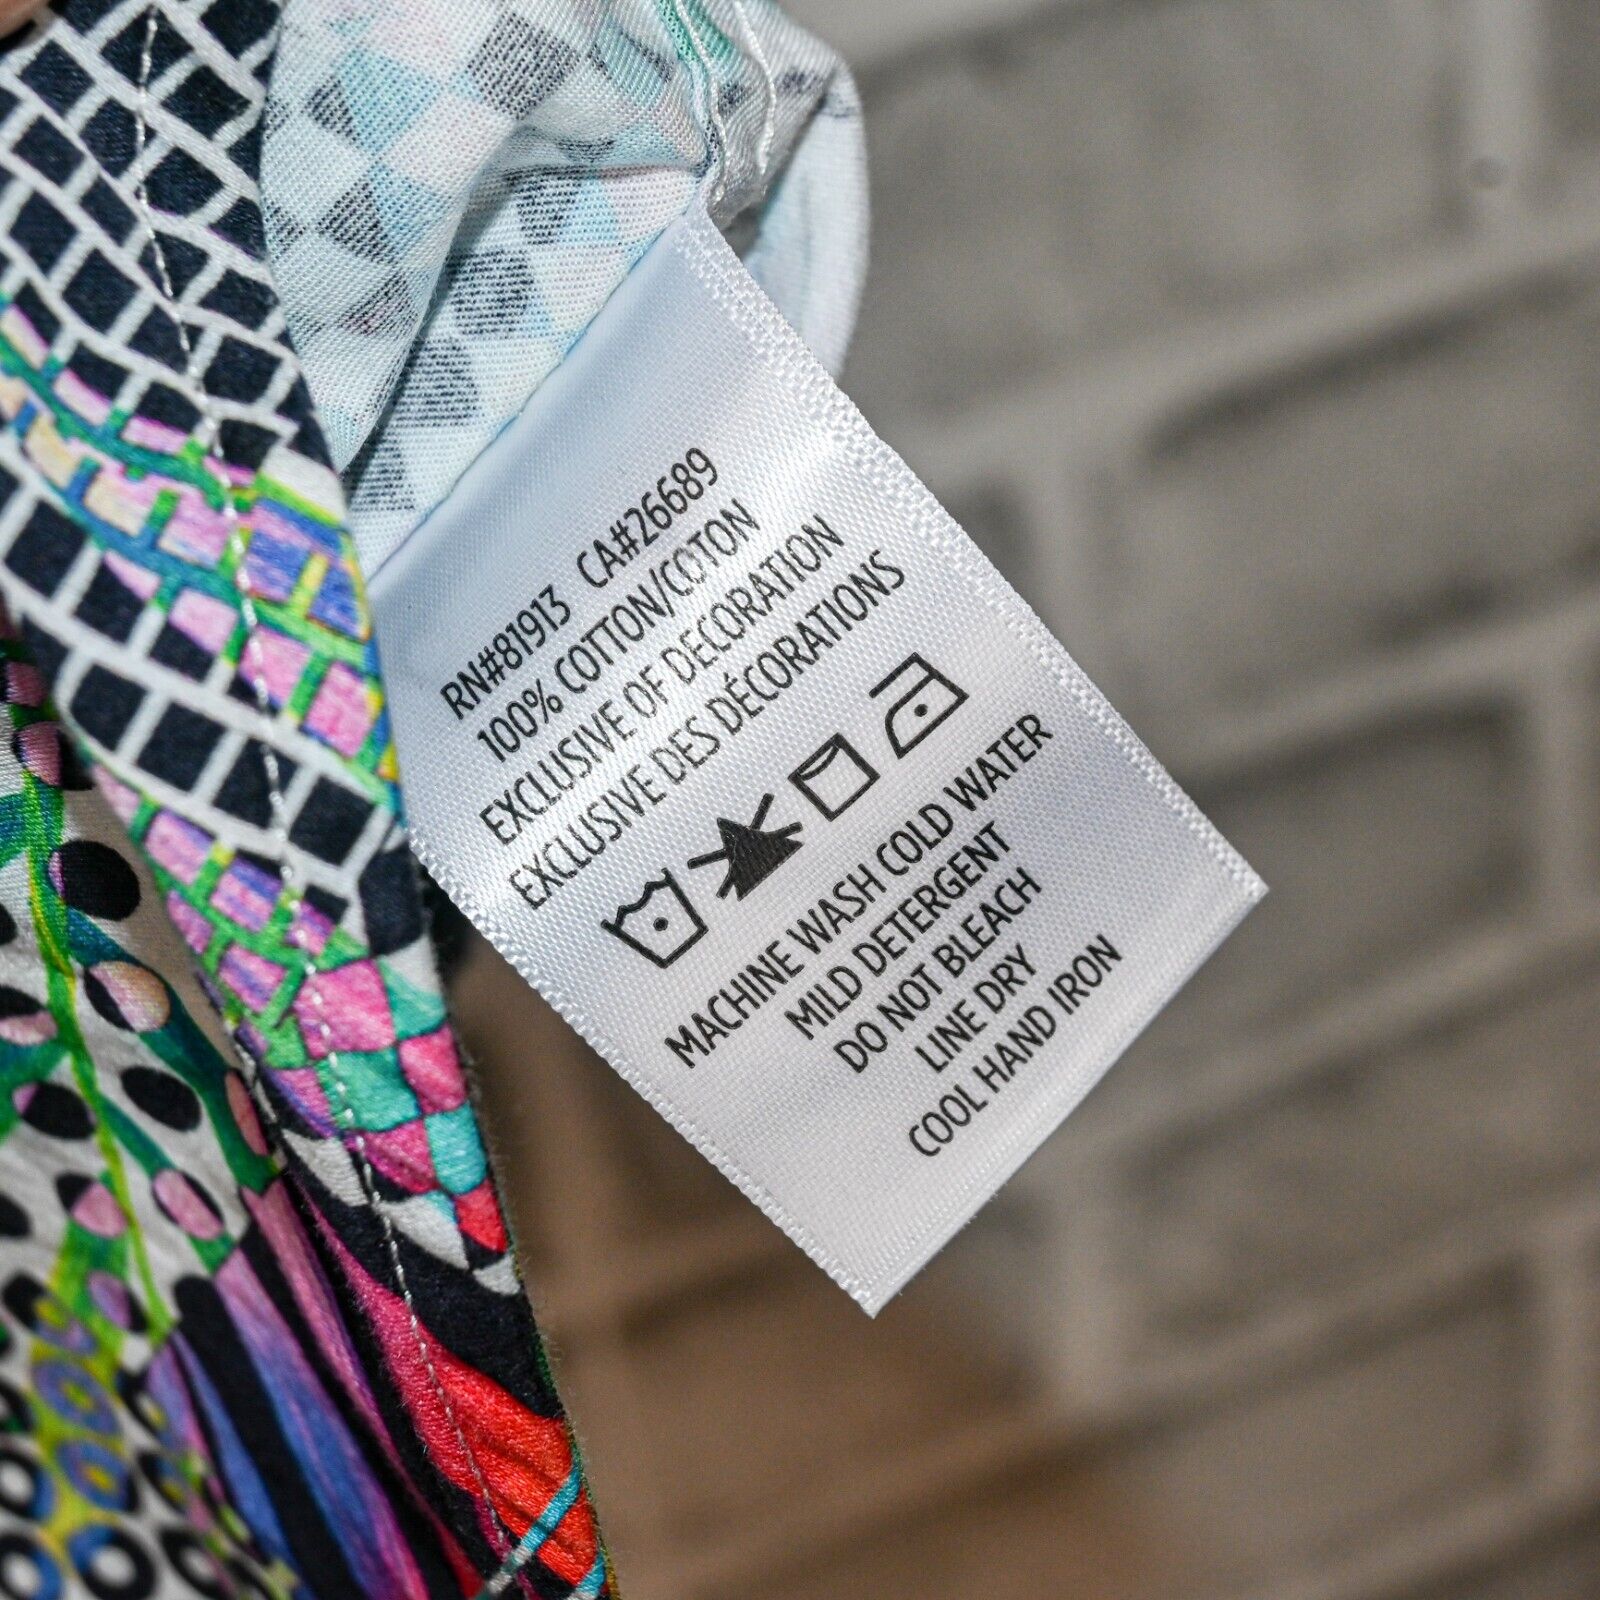 RN#81913 CA#26689
100% COTTON/COTON
EXCLUSIVE OF DECORATION
EXCLUSIVE DES DÉCORATIONS
MACHINE WASH COLD WATER
MILD DETERGENT
DO NOT BLEACH
LINE DRY
COOL HAND IRON